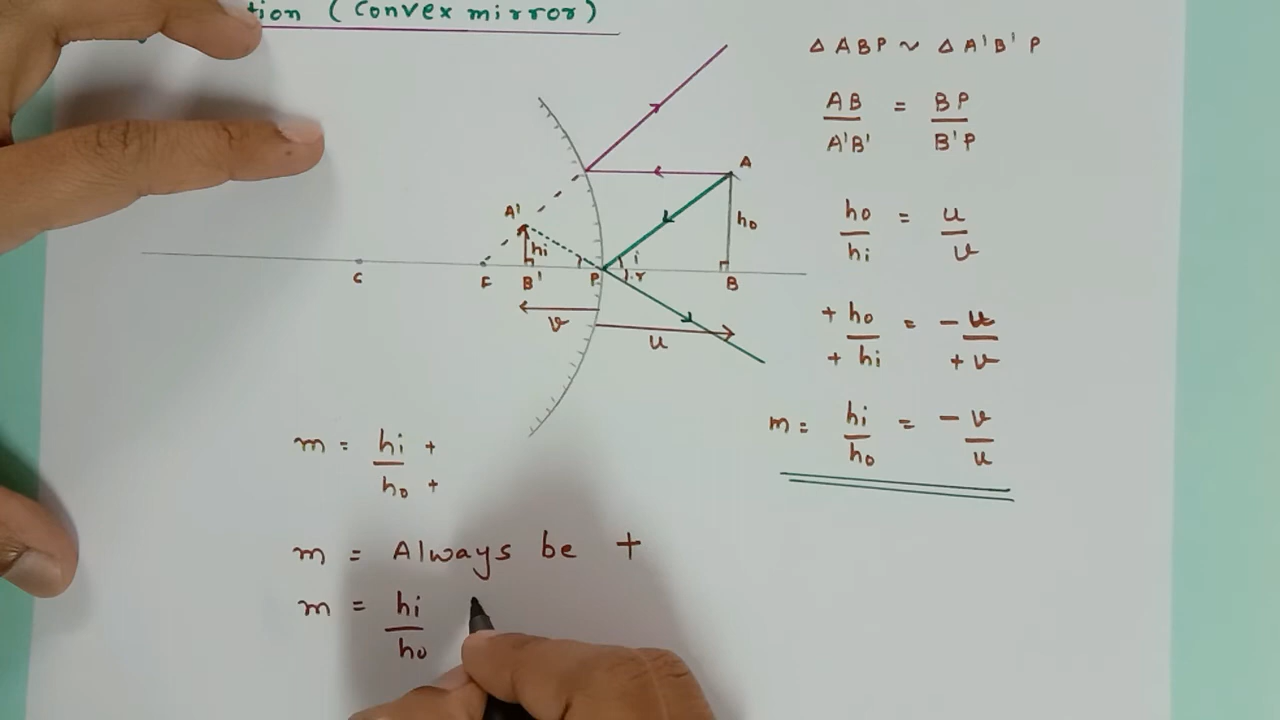 tion (Convex mirror)
Δ ABP ~ Δ A'B'P
AB = BP
A'B' B'P
ho = u
hi v
+ ho = - u
+ hi + v
m = hi = - v
ho u
A
A'
ho
hi
i
r
C
F
B'
P
B
v
u
m = hi +
ho +
m = Always be +
m = hi
ho